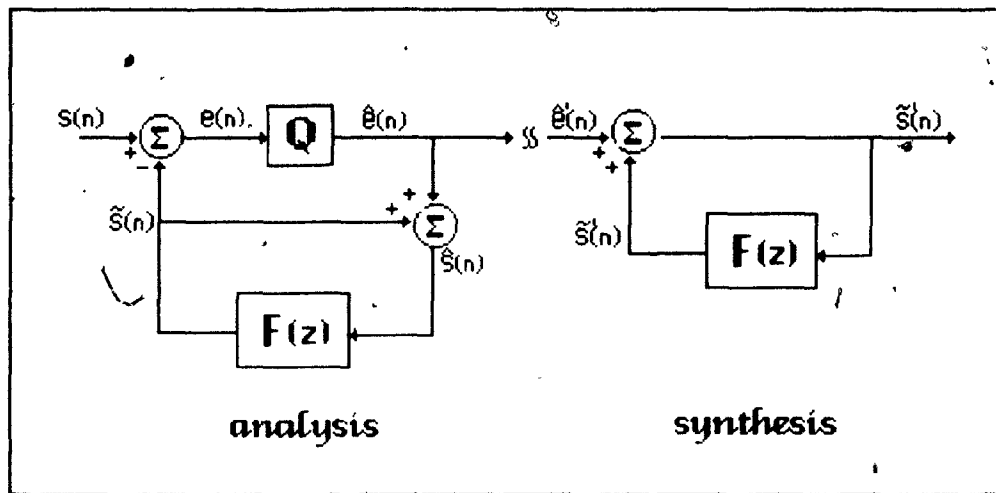 s(n) + Σ e(n) Q ê(n) ê'(n) + Σ s̃'(n)
− + +
s̃(n) + + Σ s̃'(n) F(z)
ŝ(n)
F(z)
analysis synthesis